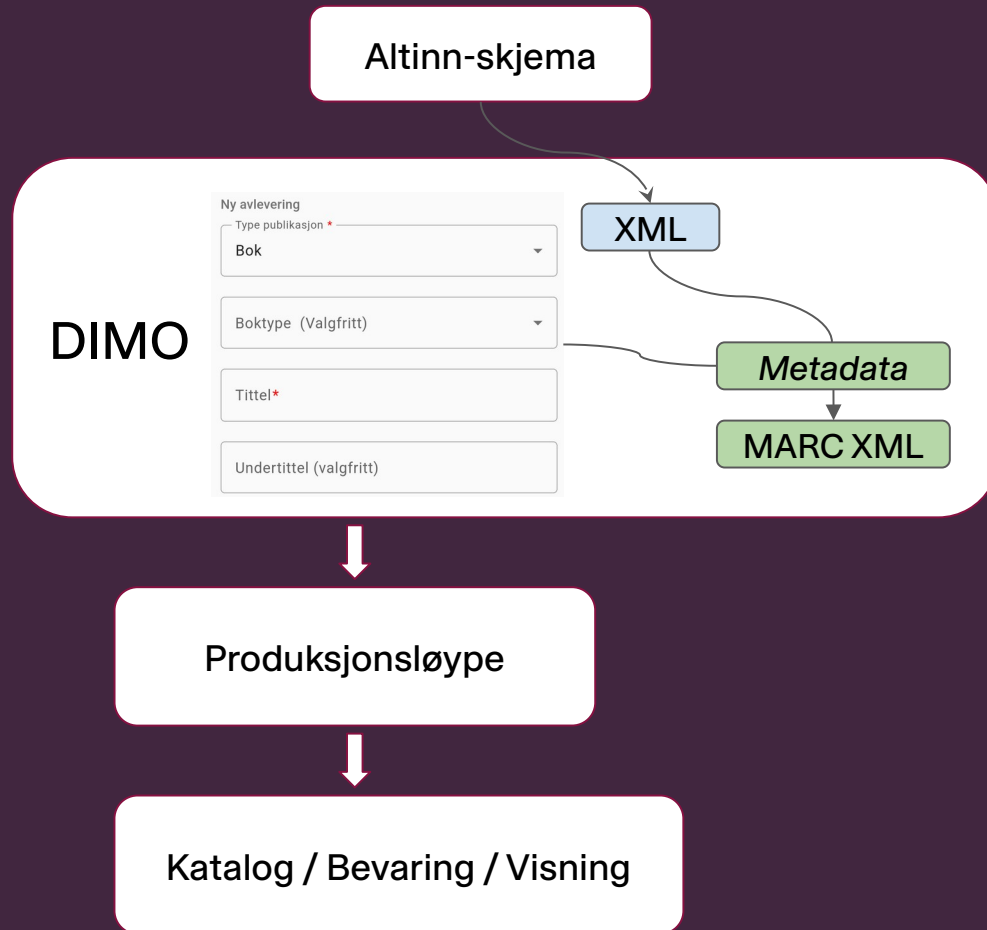 Altinn-skjema
DIMO
Ny avlevering
Type publikasjon *
Bok
Boktype (Valgfritt)
Tittel*
Undertittel (valgfritt)
XML
Metadata
MARC XML
Produksjonsløype
Katalog / Bevaring / Visning